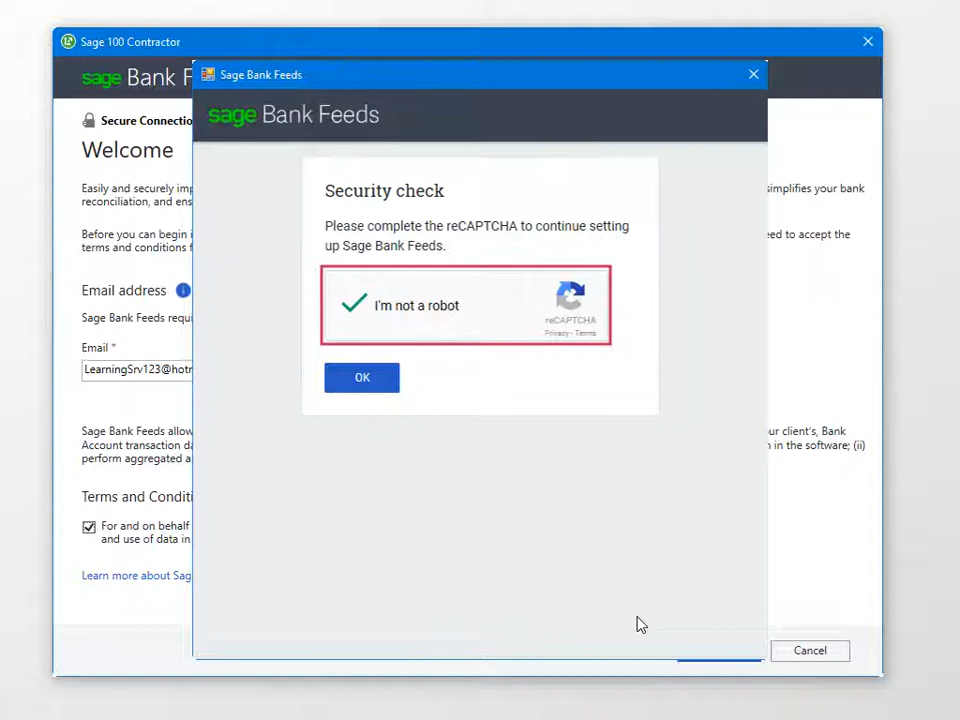 Sage 100 Contractor
sage Bank F
Sage Bank Feeds
sage Bank Feeds
Secure Connectio
Welcome
Easily and securely imp
simplifies your bank
reconciliation, and ens
Before you can begin i
eed to accept the
terms and conditions f
Email address
Sage Bank Feeds requi
Email *
LearningSrv123@hotr
Security check
Please complete the reCAPTCHA to continue setting
up Sage Bank Feeds.
I'm not a robot
reCAPTCHA
Privacy - Terms
OK
Sage Bank Feeds allow
ur client's, Bank
Account transaction da
n in the software; (ii)
perform aggregated a
Terms and Conditi
For and on behalf
and use of data in
Learn more about Sag
Cancel